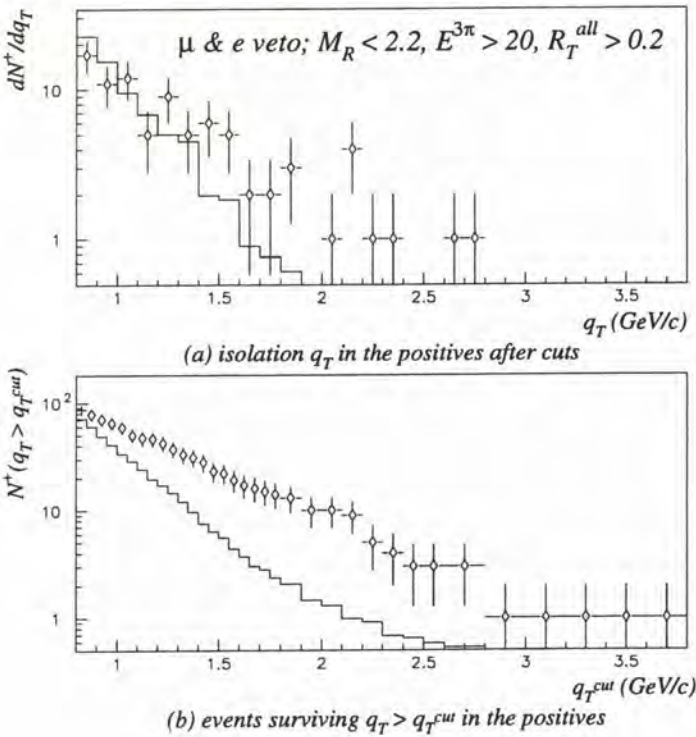 μ & e veto; M_R < 2.2, E^{3π} > 20, R_T^{all} > 0.2
dN⁺/dq_T
10
1
1 1.5 2 2.5 3 3.5
q_T (GeV/c)
(a) isolation q_T in the positives after cuts
N⁺(q_T > q_T^{cut})
10²
10
1
1 1.5 2 2.5 3 3.5
q_T^{cut} (GeV/c)
(b) events surviving q_T > q_T^{cut} in the positives